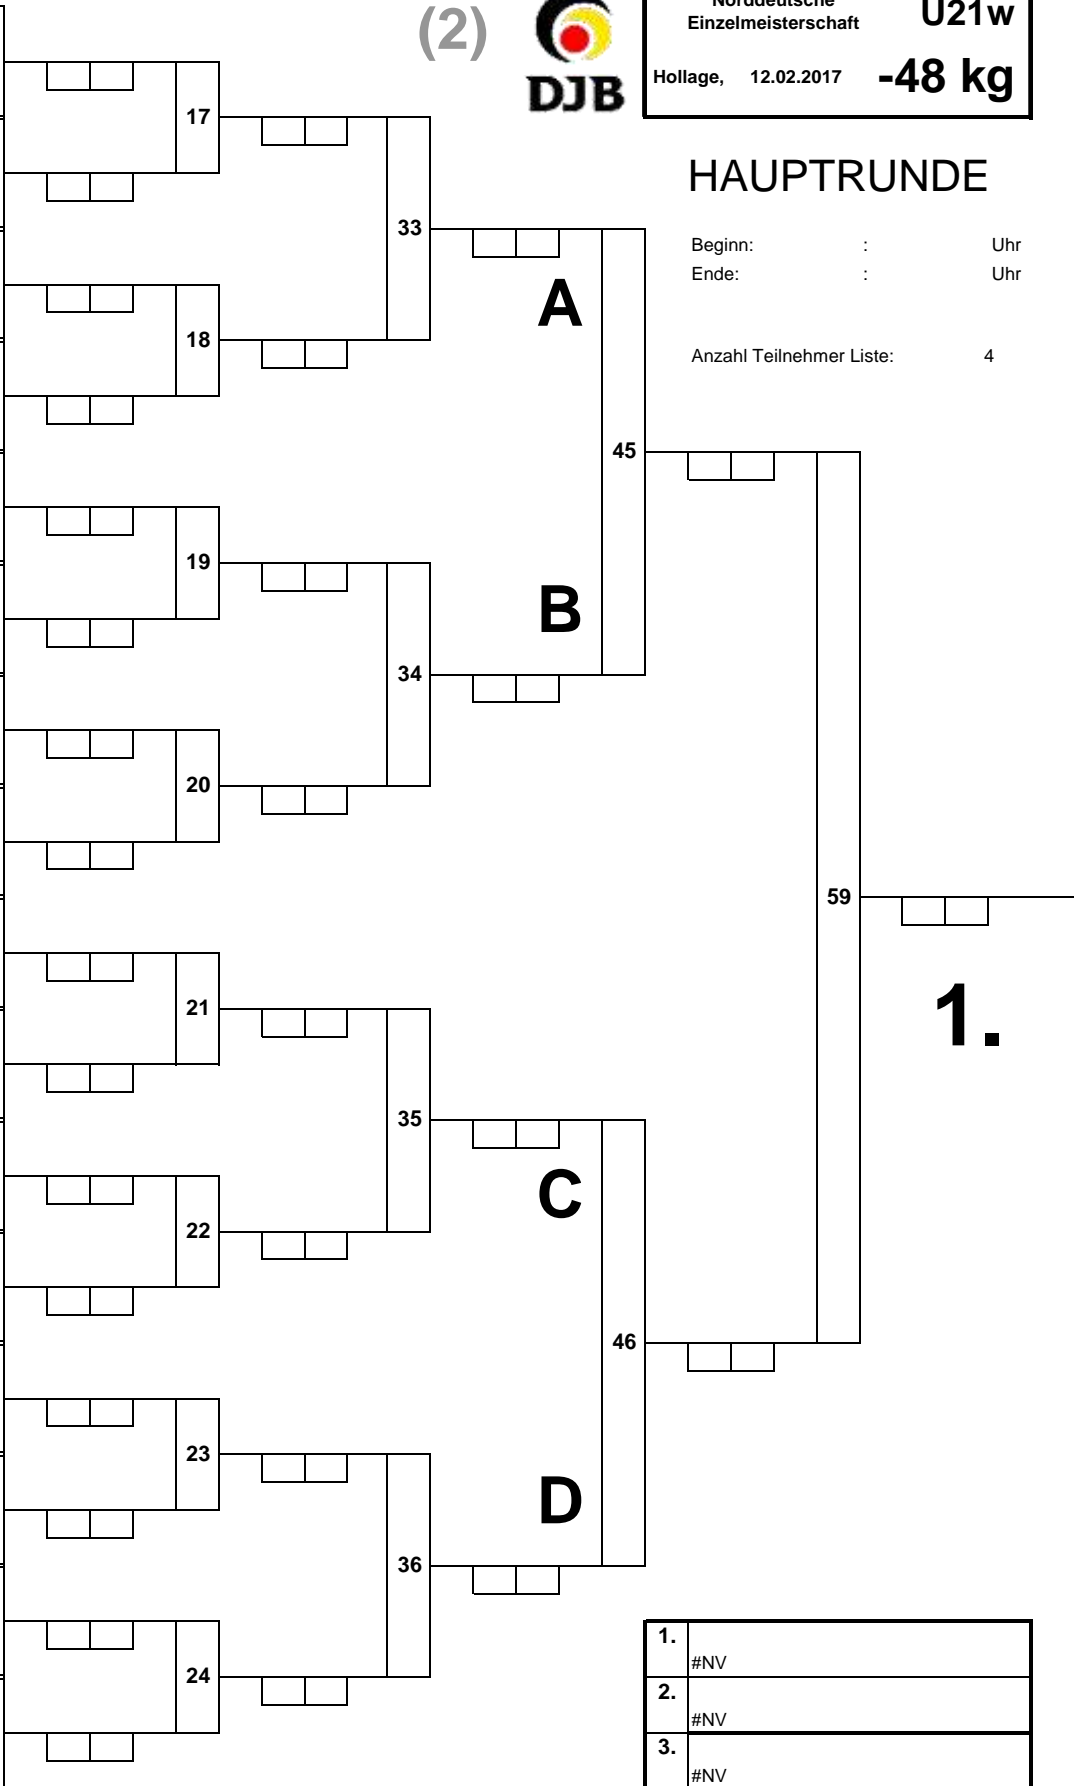 (2)
DJB
Norddeutsche
Einzelmeisterschaft
U21w
Hollage, 12.02.2017 -48 kg
HAUPTRUNDE
Beginn: : Uhr
Ende: : Uhr
Anzahl Teilnehmer Liste: 4
17
33
A
18
45
19
B
34
20
59
21
1.
35
C
22
46
23
D
36
24
1.
#NV
2.
#NV
3.
#NV